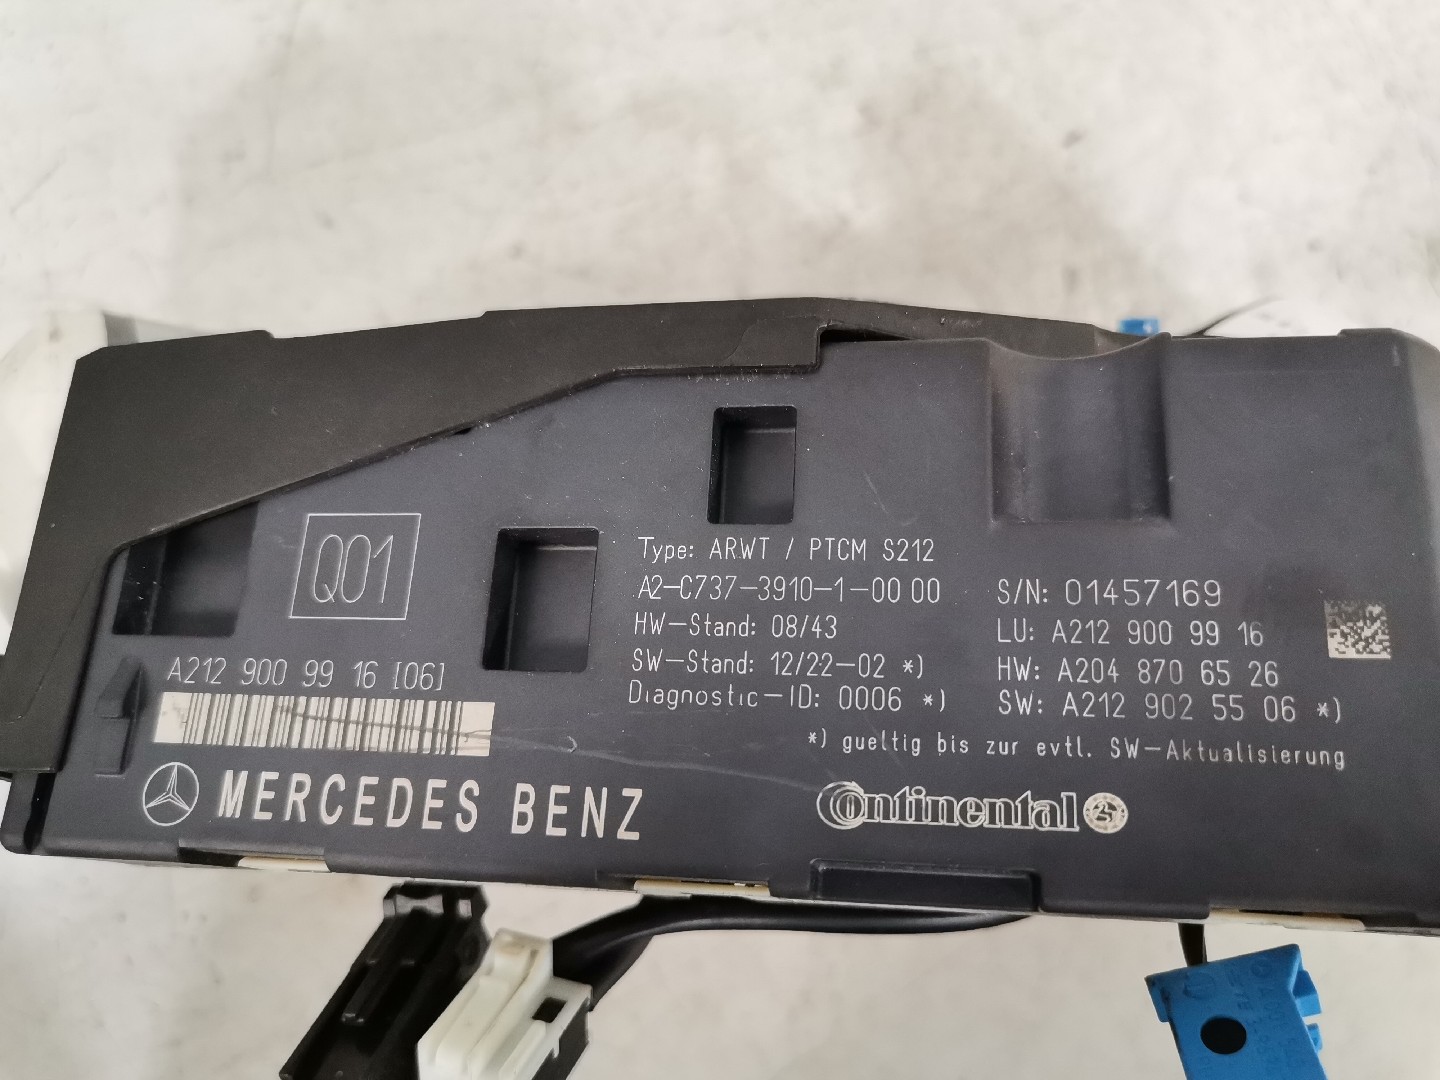 Q01
A212 900 99 16 [06]
MERCEDES BENZ
Type: ARWT / PTCM S212
A2-C737-3910-1-00 00
HW-Stand: 08/43
SW-Stand: 12/22-02 *)
Diagnostic-ID: 0006 *)
S/N: 01457169
LU: A212 900 99 16
HW: A204 870 65 26
SW: A212 902 55 06 *)
*) gueltig bis zur evtl. SW-Aktualisierung
Continental